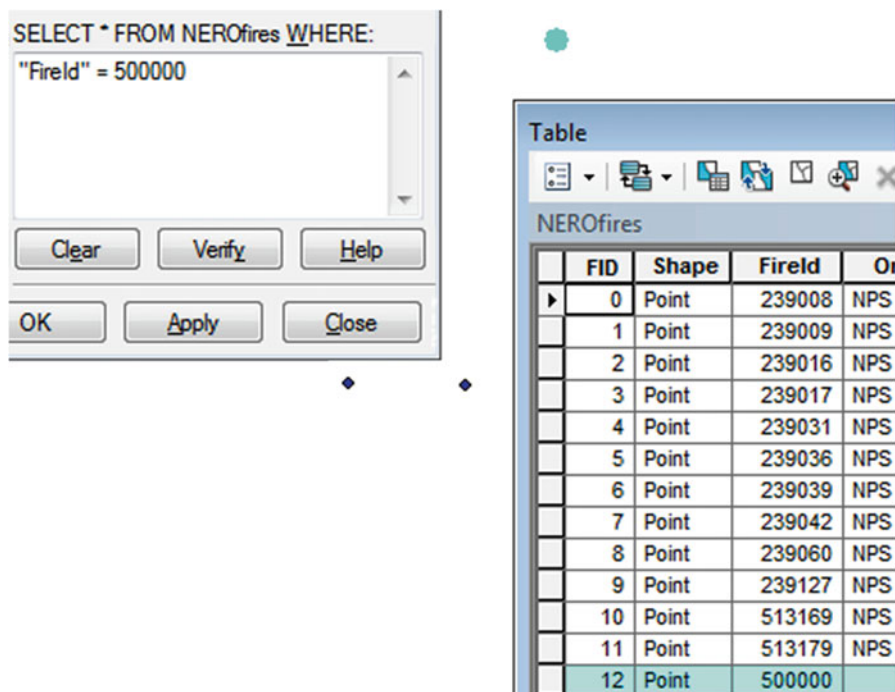 SELECT * FROM NEROfires WHERE:
"FireId" = 500000
Clear Verify Help
OK Apply Close
Table
NEROfires
FID Shape FireId Or
0 Point 239008 NPS
1 Point 239009 NPS
2 Point 239016 NPS
3 Point 239017 NPS
4 Point 239031 NPS
5 Point 239036 NPS
6 Point 239039 NPS
7 Point 239042 NPS
8 Point 239060 NPS
9 Point 239127 NPS
10 Point 513169 NPS
11 Point 513179 NPS
12 Point 500000